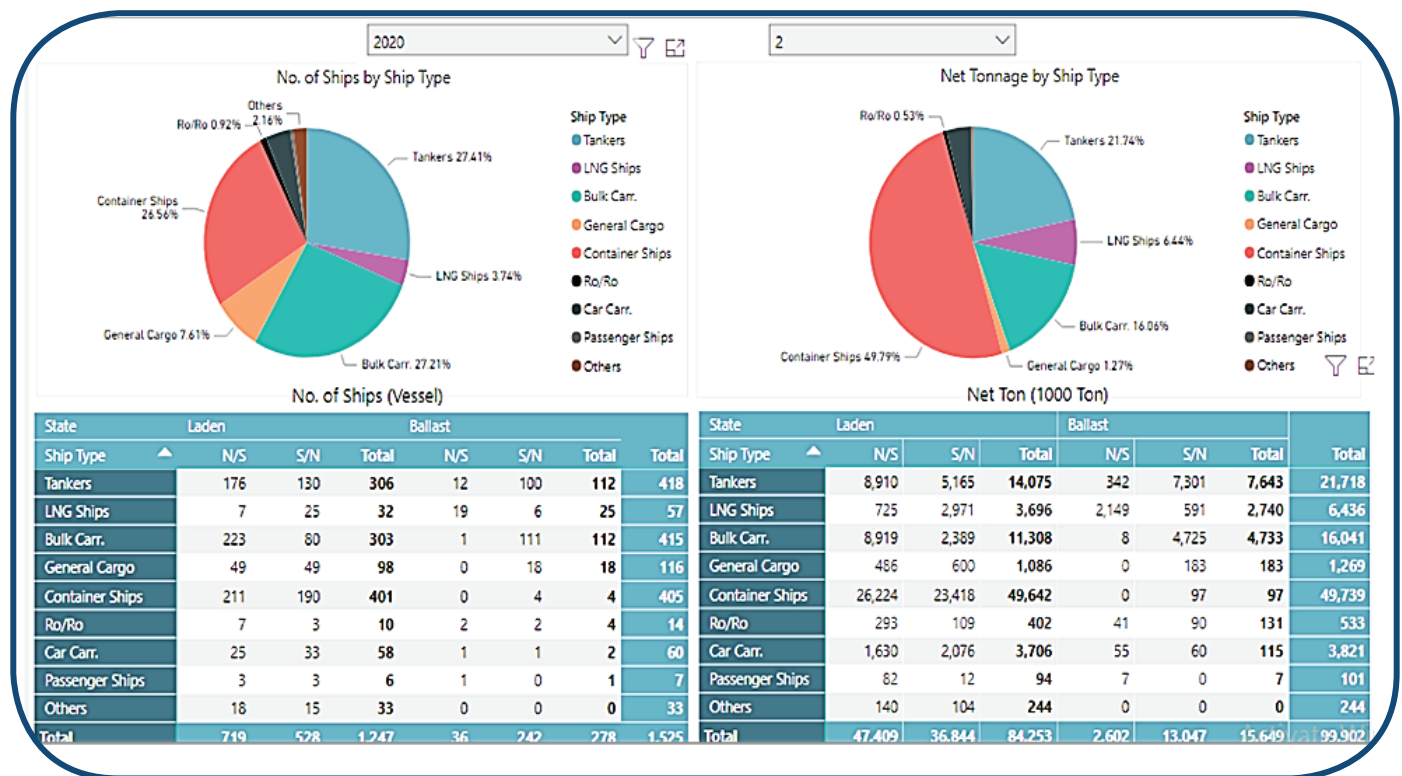 2020
2
No. of Ships by Ship Type
Others
2.16%
Ro/Ro 0.92%
Tankers 27.41%
Container Ships
26.56%
LNG Ships 3.74%
General Cargo 7.61%
Bulk Carr. 27.21%
Ship Type
Tankers
LNG Ships
Bulk Carr.
General Cargo
Container Ships
Ro/Ro
Car Carr.
Passenger Ships
Others
Net Tonnage by Ship Type
Ro/Ro 0.53%
Tankers 21.74%
LNG Ships 6.44%
Bulk Carr. 16.06%
Container Ships 49.79%
General Cargo 1.27%
Ship Type
Tankers
LNG Ships
Bulk Carr.
General Cargo
Container Ships
Ro/Ro
Car Carr.
Passenger Ships
Others
No. of Ships (Vessel)
State Laden Ballast
Ship Type N/S S/N Total N/S S/N Total Total
Tankers 176 130 306 12 100 112 418
LNG Ships 7 25 32 19 6 25 57
Bulk Carr. 223 80 303 1 111 112 415
General Cargo 49 49 98 0 18 18 116
Container Ships 211 190 401 0 4 4 405
Ro/Ro 7 3 10 2 2 4 14
Car Carr. 25 33 58 1 1 2 60
Passenger Ships 3 3 6 1 0 1 7
Others 18 15 33 0 0 0 33
Total 719 528 1,247 36 242 278 1,525
Net Ton (1000 Ton)
State Laden Ballast
Ship Type N/S S/N Total N/S S/N Total Total
Tankers 8,910 5,165 14,075 342 7,301 7,643 21,718
LNG Ships 725 2,971 3,696 2,149 591 2,740 6,436
Bulk Carr. 8,919 2,389 11,308 8 4,725 4,733 16,041
General Cargo 486 600 1,086 0 183 183 1,269
Container Ships 26,224 23,418 49,642 0 97 97 49,739
Ro/Ro 293 109 402 41 90 131 533
Car Carr. 1,630 2,076 3,706 55 60 115 3,821
Passenger Ships 82 12 94 7 0 7 101
Others 140 104 244 0 0 0 244
Total 47,409 36,844 84,253 2,602 13,047 15,649 99,902